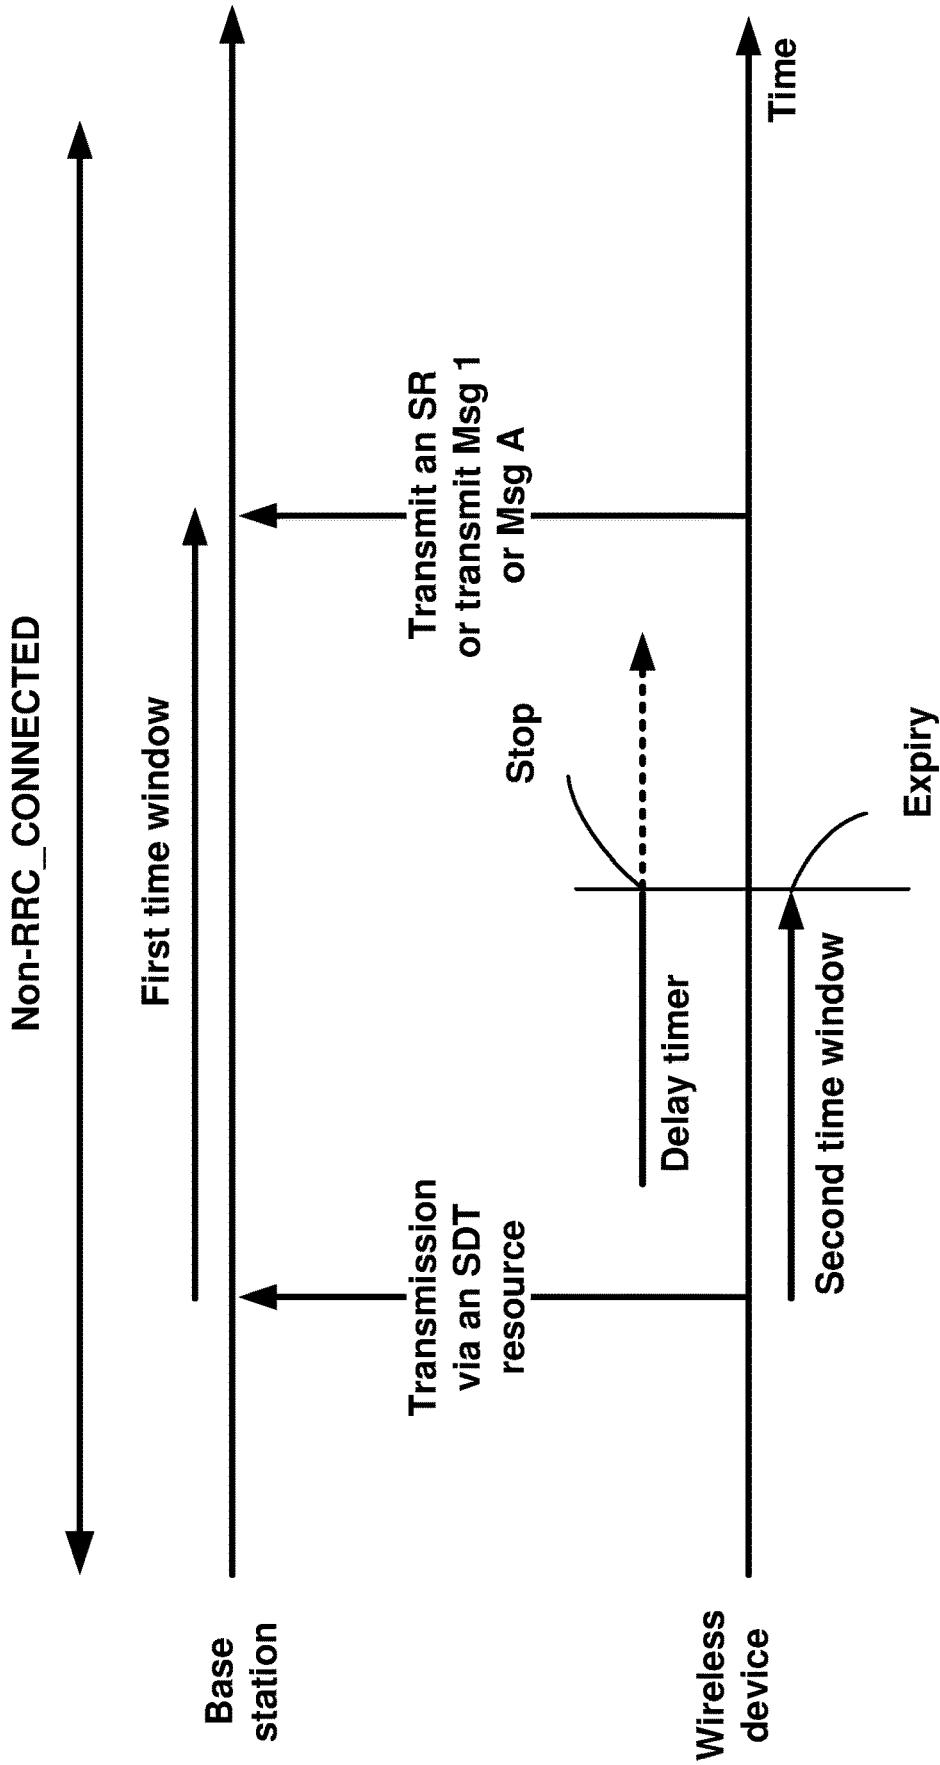 Non-RRC_CONNECTED
First time window
Base
station
Transmission
via an SDT
resource
Transmit an SR
or transmit Msg 1
or Msg A
Stop
Delay timer
Wireless
device
Time
Second time window
Expiry